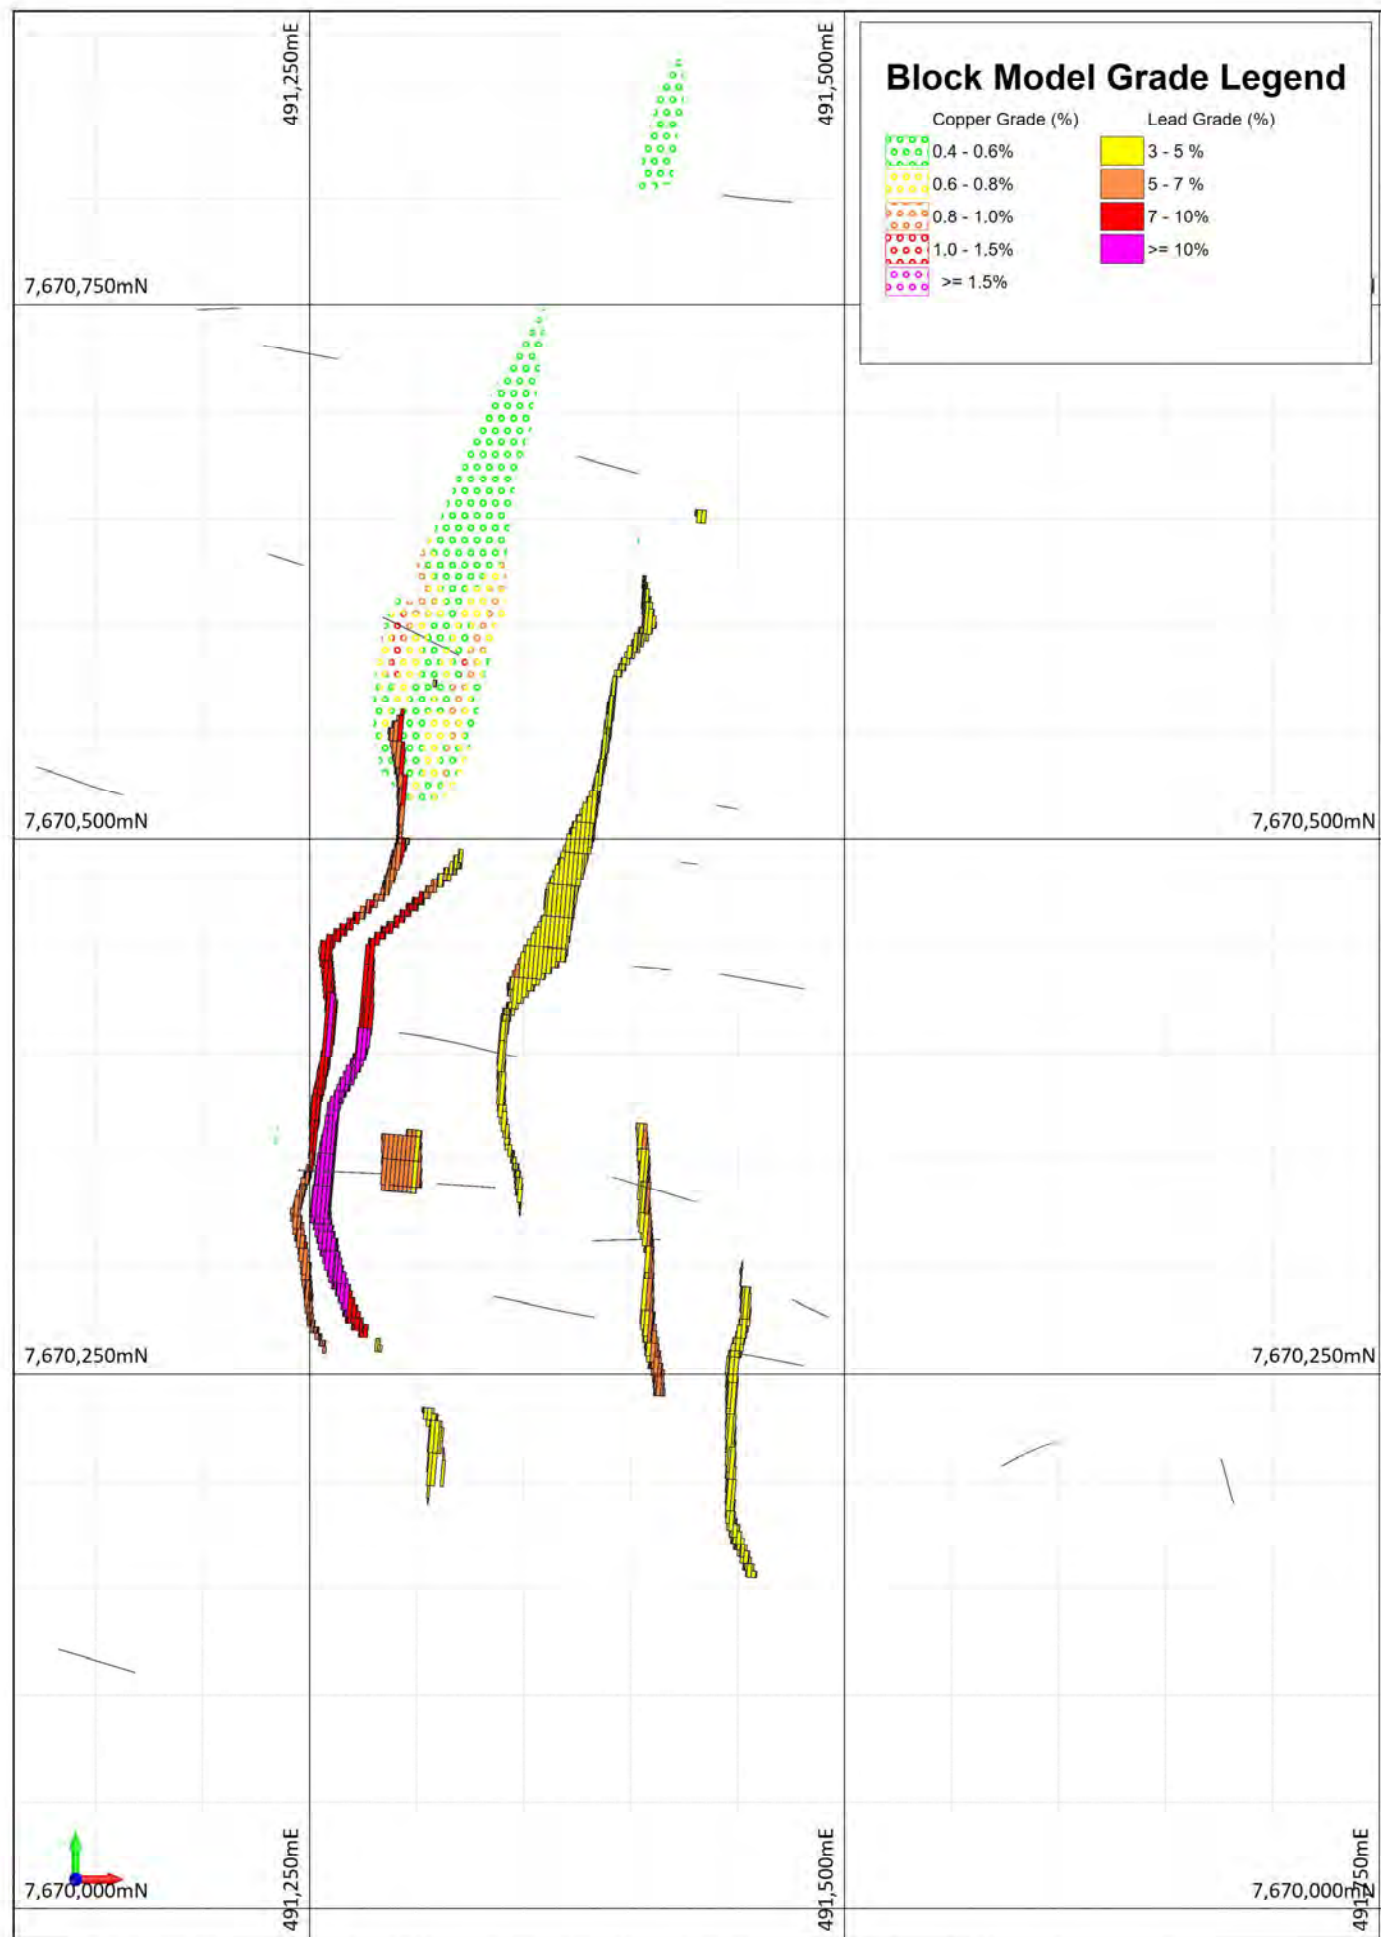 491,250mE
491,500mE
Block Model Grade Legend
Copper Grade (%)
Lead Grade (%)
0.4 - 0.6%
3 - 5 %
0.6 - 0.8%
5 - 7 %
0.8 - 1.0%
7 - 10%
1.0 - 1.5%
>= 10%
>= 1.5%
7,670,750mN
7,670,500mN
7,670,500mN
7,670,250mN
7,670,250mN
491,250mE
491,500mE
491,750mE
7,670,000mN
7,670,000mN